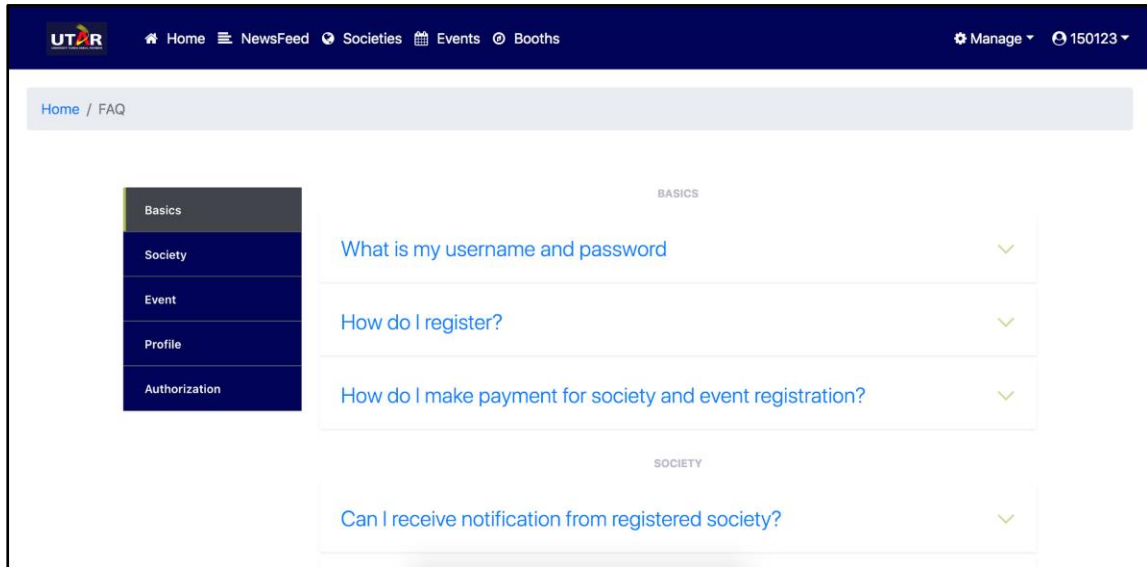 UTAR
Home NewsFeed Societies Events Booths Manage 150123
Home / FAQ
Basics
Society
Event
Profile
Authorization
BASICS
What is my username and password
How do I register?
How do I make payment for society and event registration?
SOCIETY
Can I receive notification from registered society?